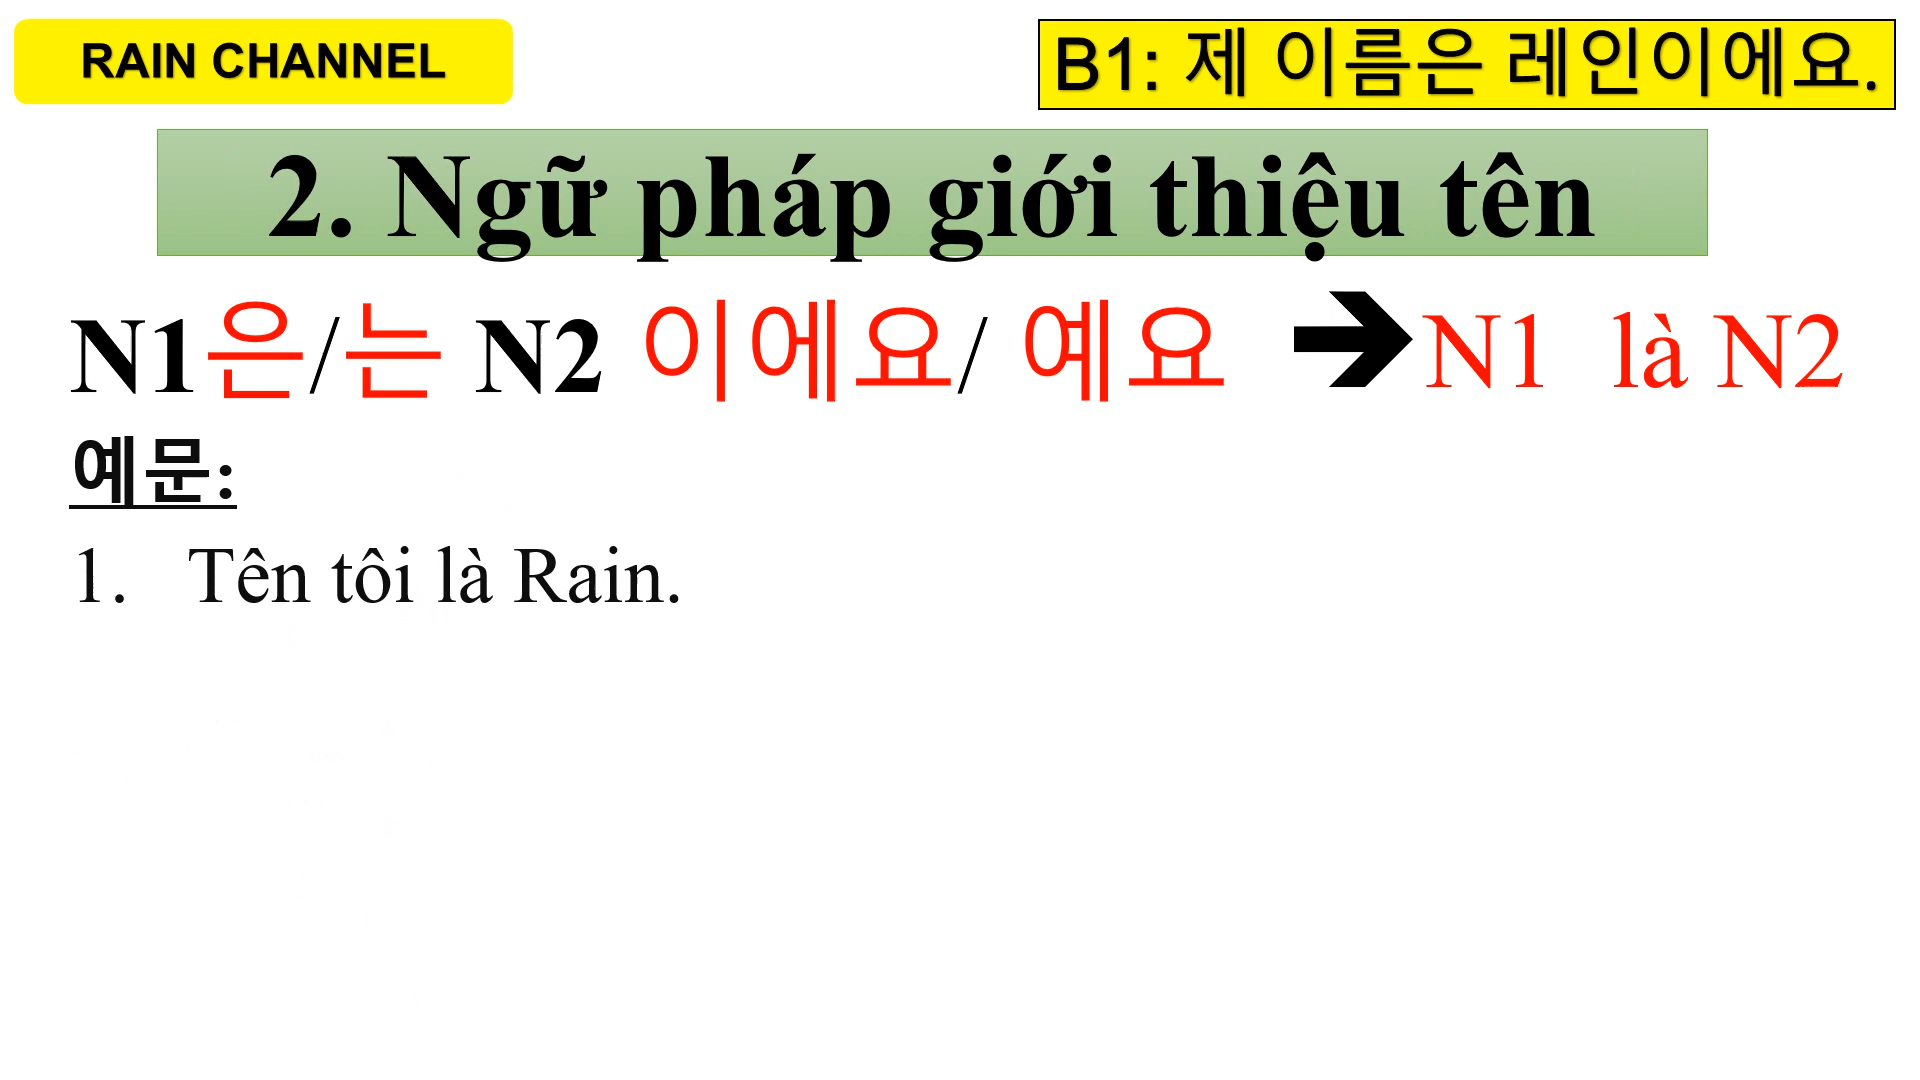 RAIN CHANNEL
B1: 제 이름은 레인이에요.
2. Ngữ pháp giới thiệu tên
N1은/는 N2 이에요/ 예요 ➔N1 là N2
예문:
1. Tên tôi là Rain.